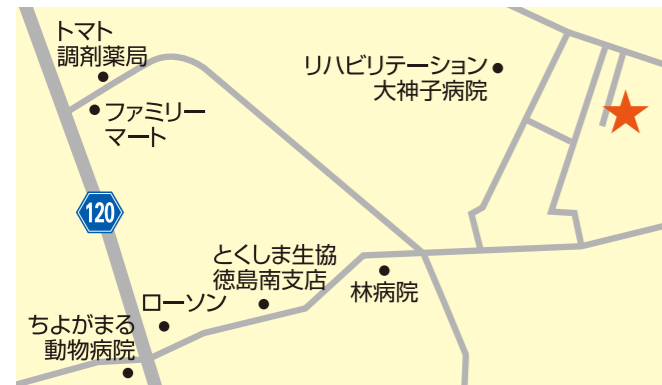 トマト
調剤薬局
ファミリー
マート
リハビリテーション
大神子病院
120
とくしま生協
徳島南支店
林病院
ローソン
ちよがまる
動物病院